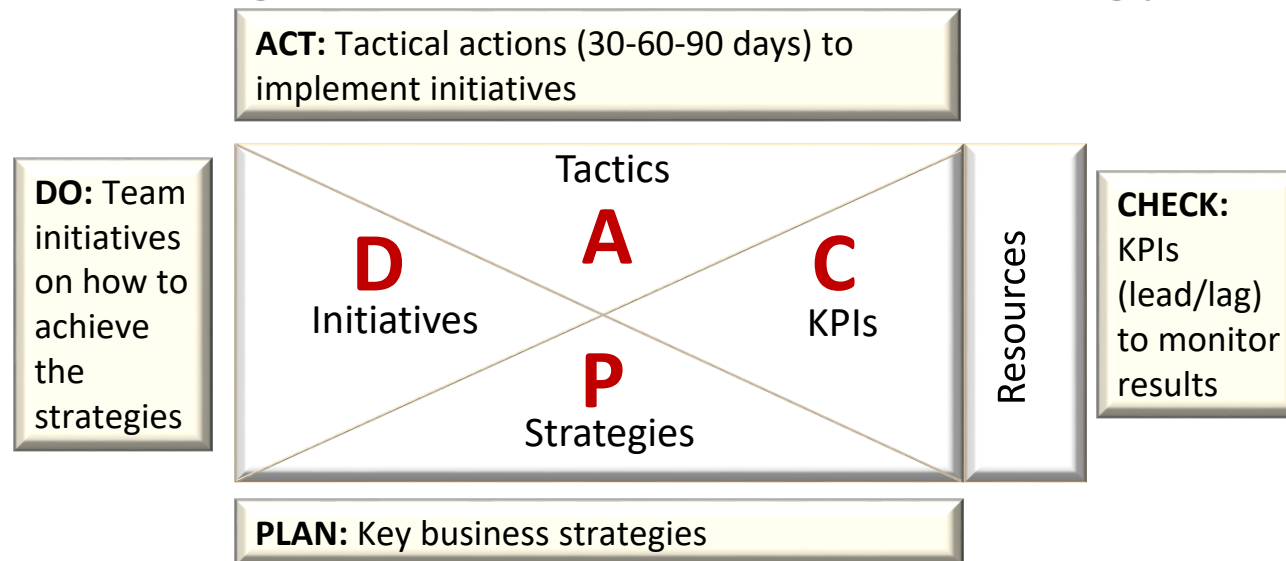 ACT: Tactical actions (30-60-90 days) to
implement initiatives
DO: Team
initiatives
on how to
achieve
the
strategies
Tactics
A
D
Initiatives
C
KPIs
P
Strategies
Resources
CHECK:
KPIs
(lead/lag)
to monitor
results
PLAN: Key business strategies